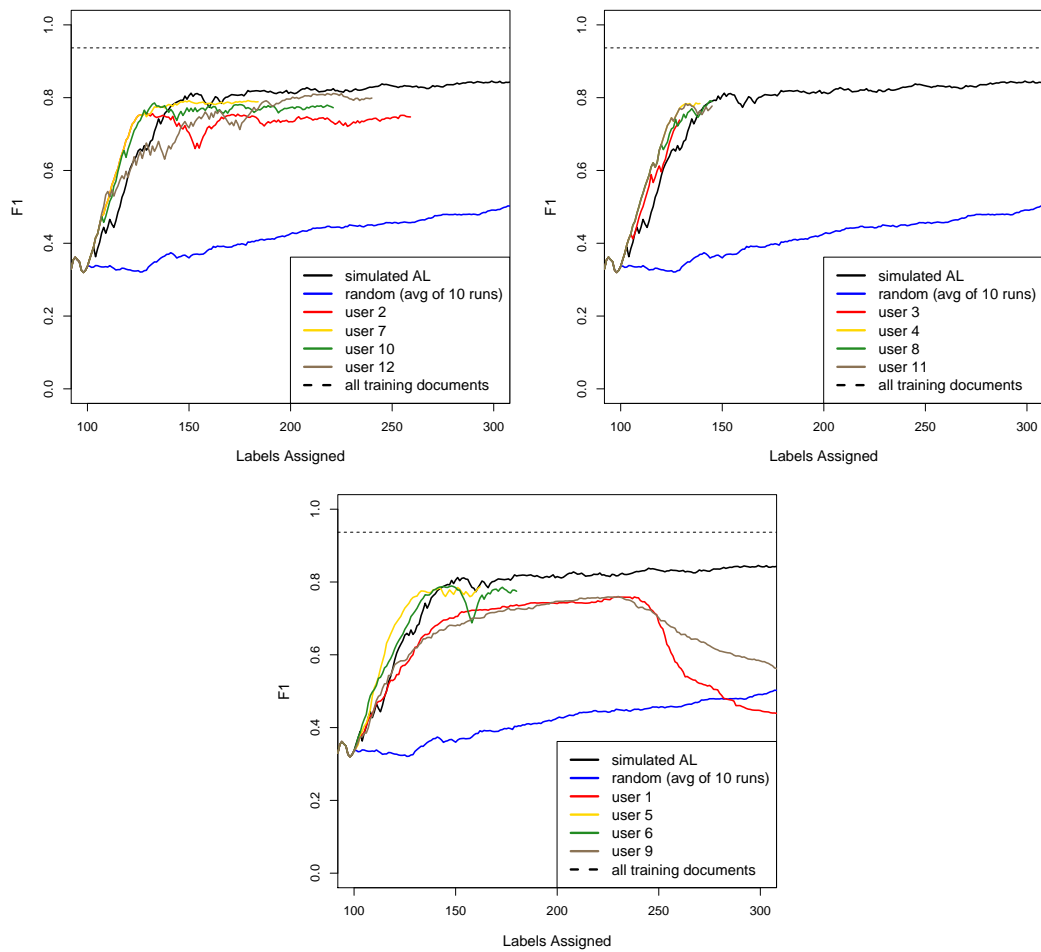 1.0
0.8
0.6
0.4
0.2
0.0
F1
100 150 200 250 300
Labels Assigned
simulated AL
random (avg of 10 runs)
user 2
user 7
user 10
user 12
all training documents
1.0
0.8
0.6
0.4
0.2
0.0
F1
100 150 200 250 300
Labels Assigned
simulated AL
random (avg of 10 runs)
user 3
user 4
user 8
user 11
all training documents
1.0
0.8
0.6
0.4
0.2
0.0
F1
100 150 200 250 300
Labels Assigned
simulated AL
random (avg of 10 runs)
user 1
user 5
user 6
user 9
all training documents